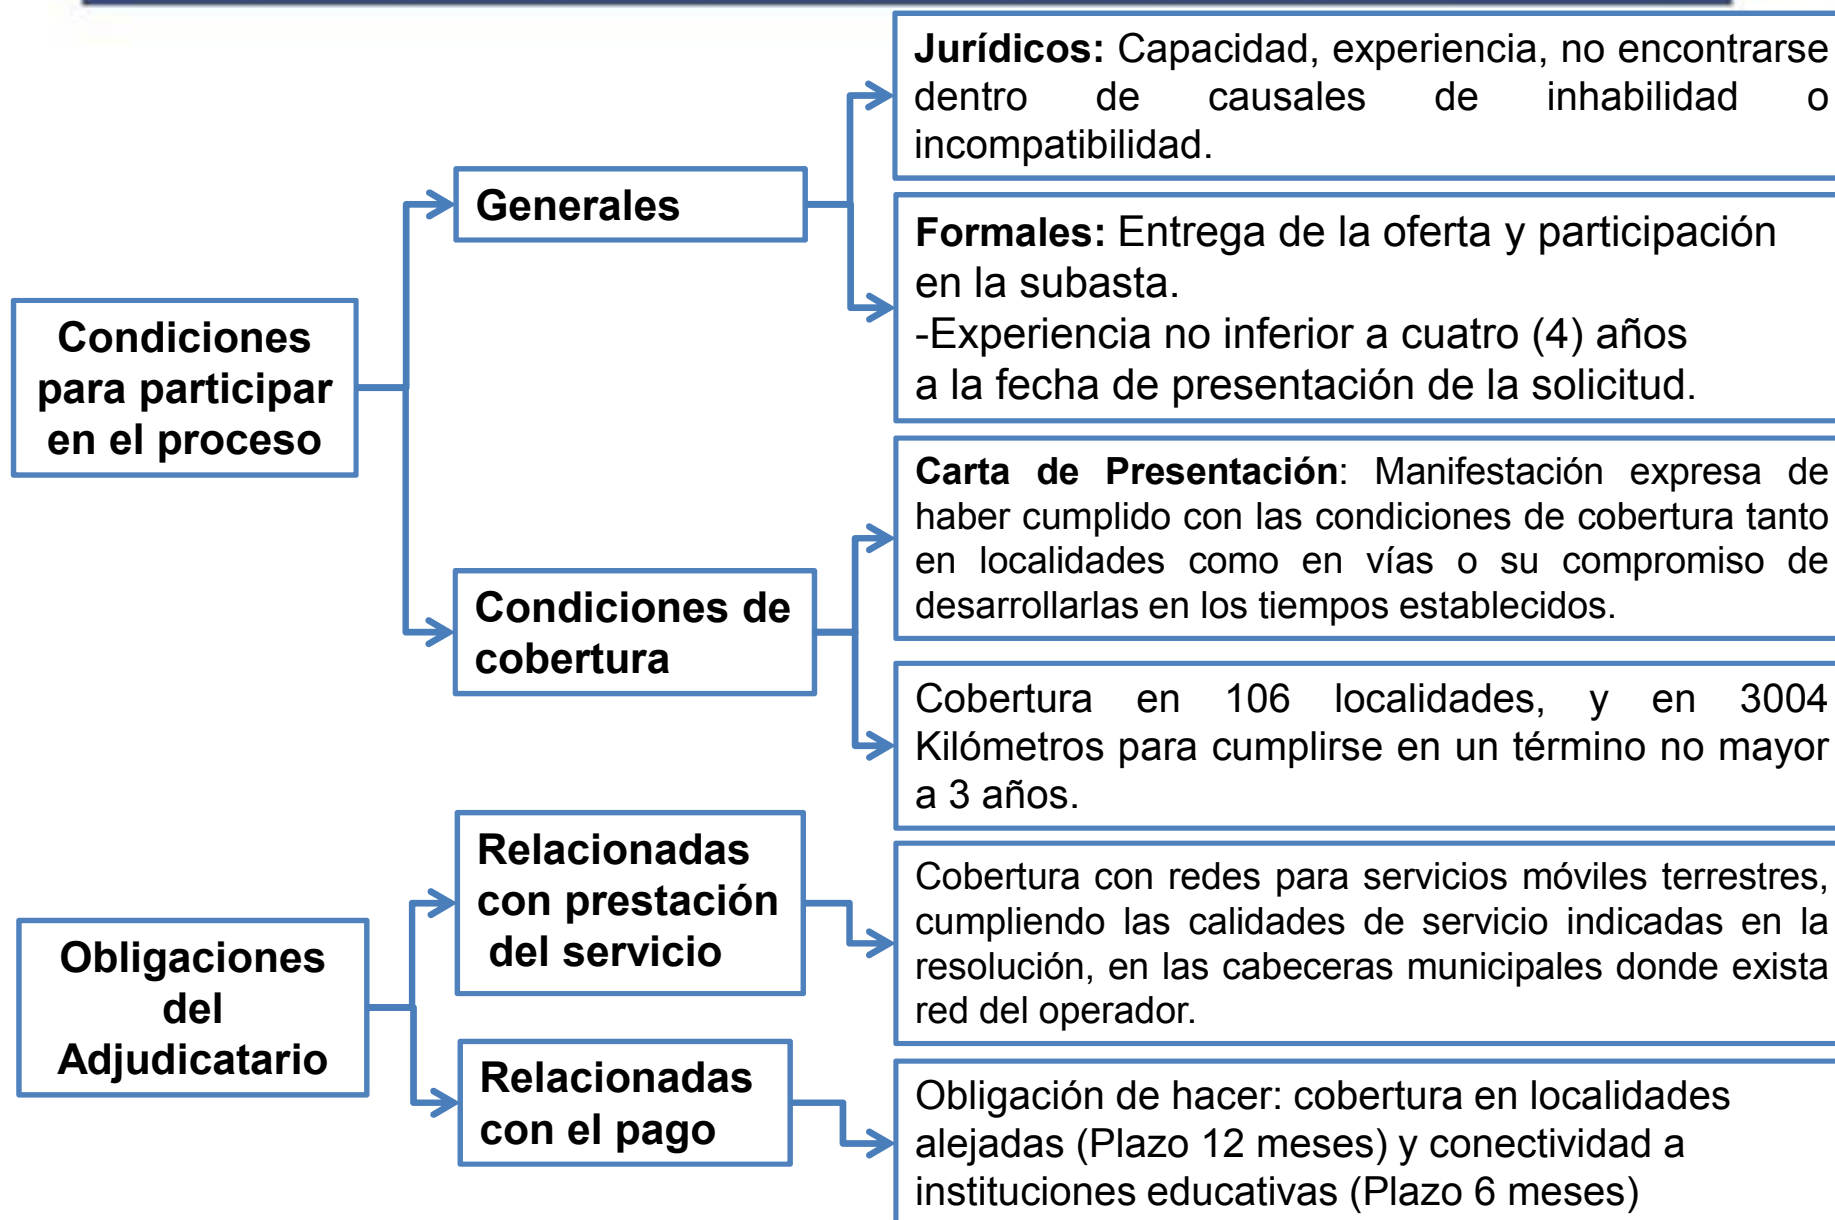 Condiciones
para participar
en el proceso
Generales
Jurídicos: Capacidad, experiencia, no encontrarse
dentro de causales de inhabilidad o
incompatibilidad.
Formales: Entrega de la oferta y participación
en la subasta.
-Experiencia no inferior a cuatro (4) años
a la fecha de presentación de la solicitud.
Condiciones de
cobertura
Carta de Presentación: Manifestación expresa de
haber cumplido con las condiciones de cobertura tanto
en localidades como en vías o su compromiso de
desarrollarlas en los tiempos establecidos.
Cobertura en 106 localidades, y en 3004
Kilómetros para cumplirse en un término no mayor
a 3 años.
Obligaciones
del
Adjudicatario
Relacionadas
con prestación
del servicio
Cobertura con redes para servicios móviles terrestres,
cumpliendo las calidades de servicio indicadas en la
resolución, en las cabeceras municipales donde exista
red del operador.
Relacionadas
con el pago
Obligación de hacer: cobertura en localidades
alejadas (Plazo 12 meses) y conectividad a
instituciones educativas (Plazo 6 meses)